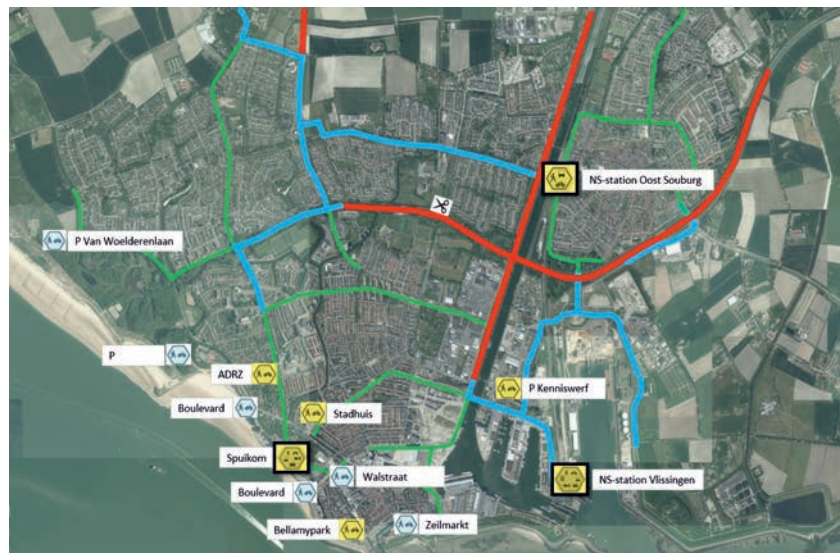 NS-station Oost Souburg
P Van Woelderenlaan
P
ADRZ
P Kenniswerf
Boulevard
Stadhuis
Spuikom
Walstraat
NS-station Vlissingen
Boulevard
Bellamypark
Zeilmarkt